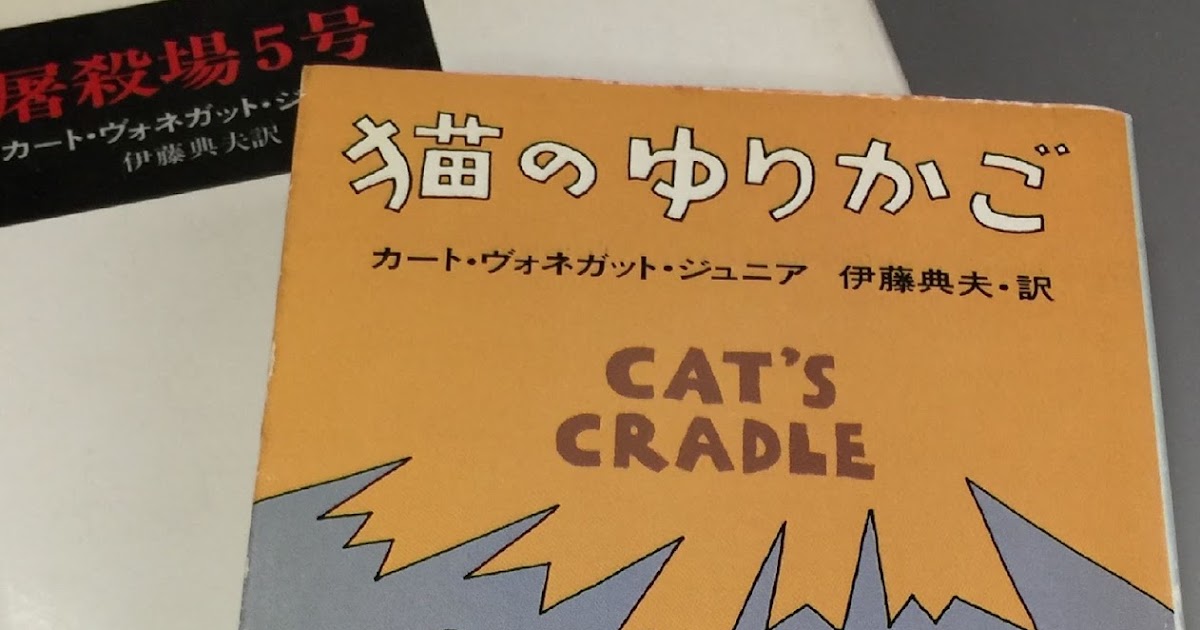 屠殺場5号
カート・ヴォネガット・ジ
伊藤典夫訳
猫のゆりかご
カート・ヴォネガット・ジュニア 伊藤典夫・訳
CAT'S
CRADLE